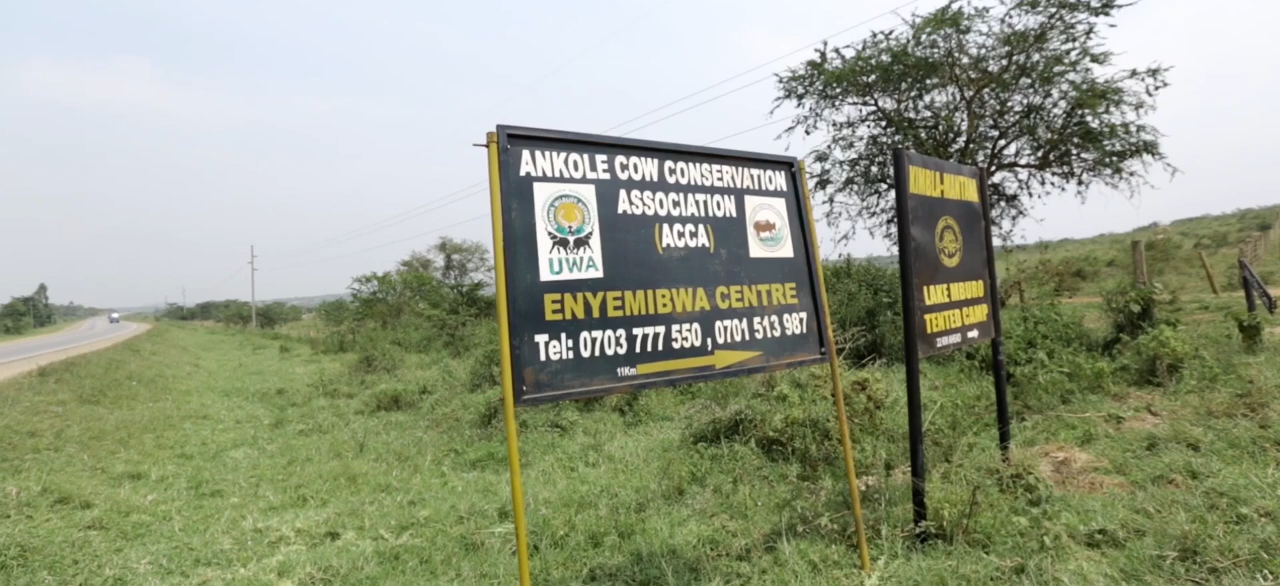 ANKOLE COW CONSERVATION
ASSOCIATION
(ACCA)
UWA
ENYEMIBWA CENTRE
Tel: 0703 777 550 , 0701 513 987
11Km
LAKE MBURO
TENTED CAMP